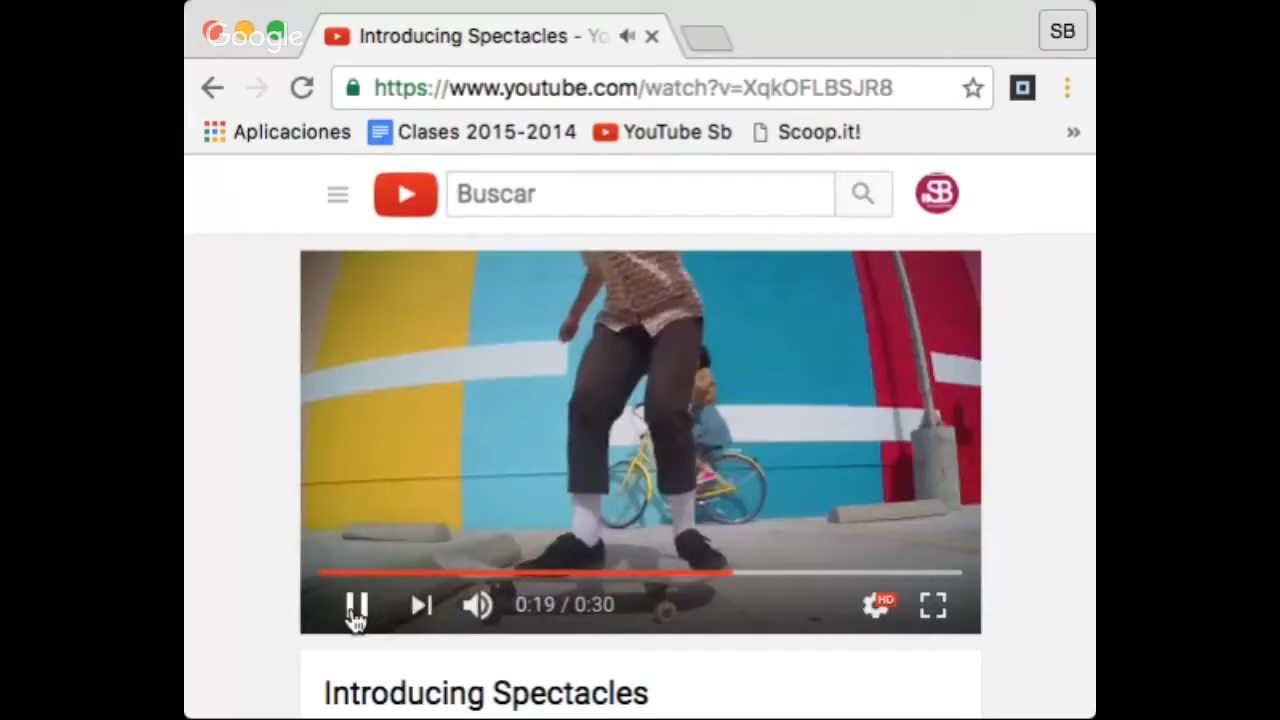 Google
Introducing Spectacles - Yo
SB
https://www.youtube.com/watch?v=XqkOFLBSJR8
Aplicaciones Clases 2015-2014 YouTube Sb Scoop.it! »
Buscar
SB
0:19 / 0:30
HD
Introducing Spectacles